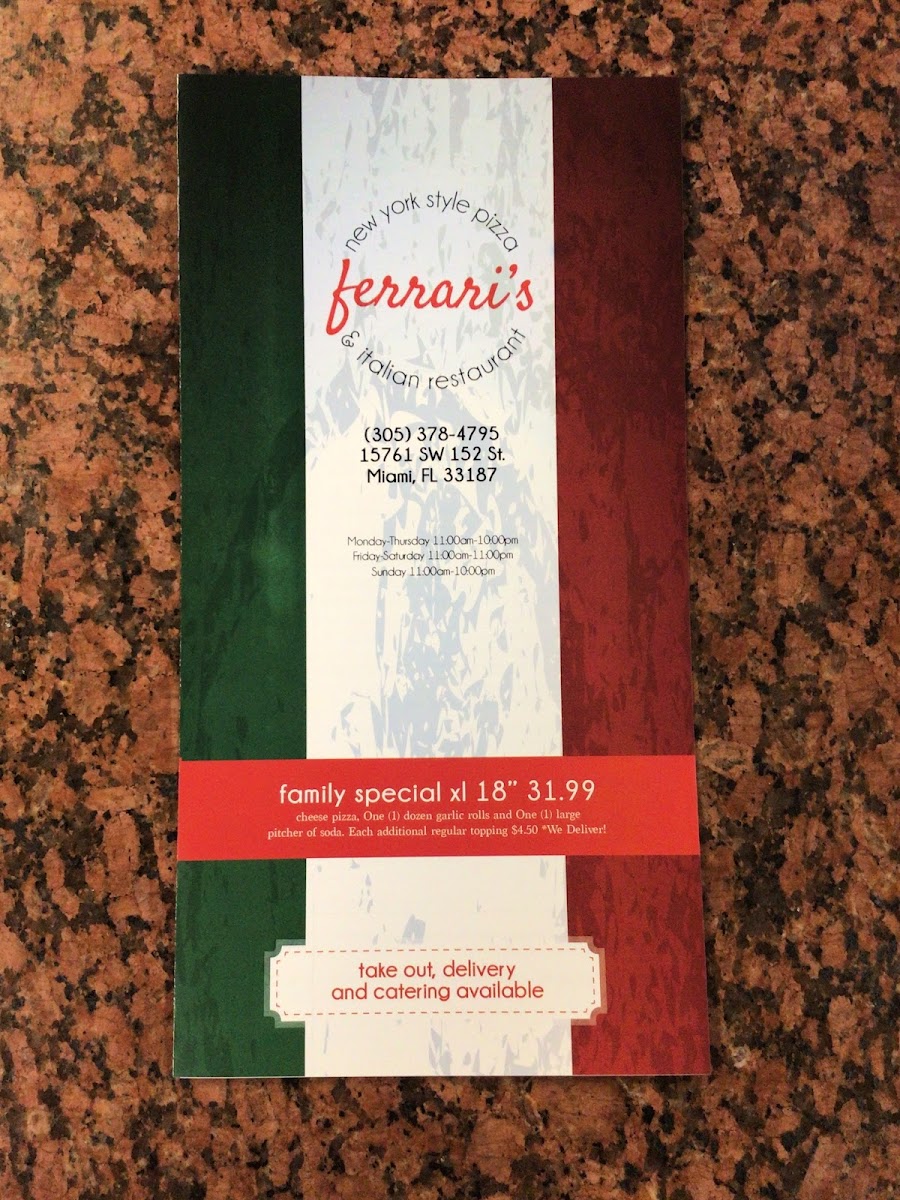 new york style pizza
ferrari's
& italian restaurant
(305) 378-4795
15761 SW 152 St.
Miami, FL 33187
Monday-Thursday 11:00am-10:00pm
Friday-Saturday 11:00am-11:00pm
Sunday 11:00am-10:00pm
family special xl 18" 31.99
cheese pizza, One (1) dozen garlic rolls and One (1) large
pitcher of soda. Each additional regular topping $4.50 *We Deliver!
take out, delivery
and catering available